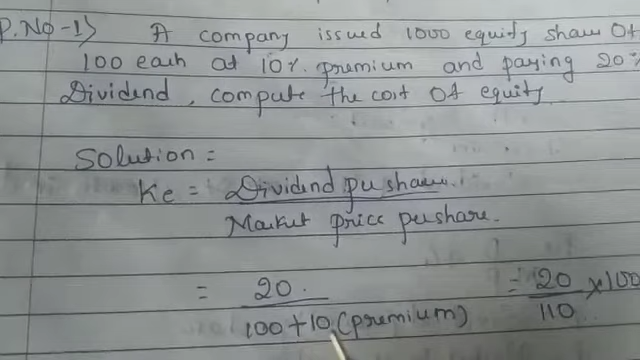 P.No-1) A company issued 1000 equity share Of
100 each at 10% premium and paying 20%
Dividend, compute the cost Of equity.
Solution =
Ke = Dividend per share.
Market price per share.
= 20. = 20 x100
100 + 10 (premium) 110